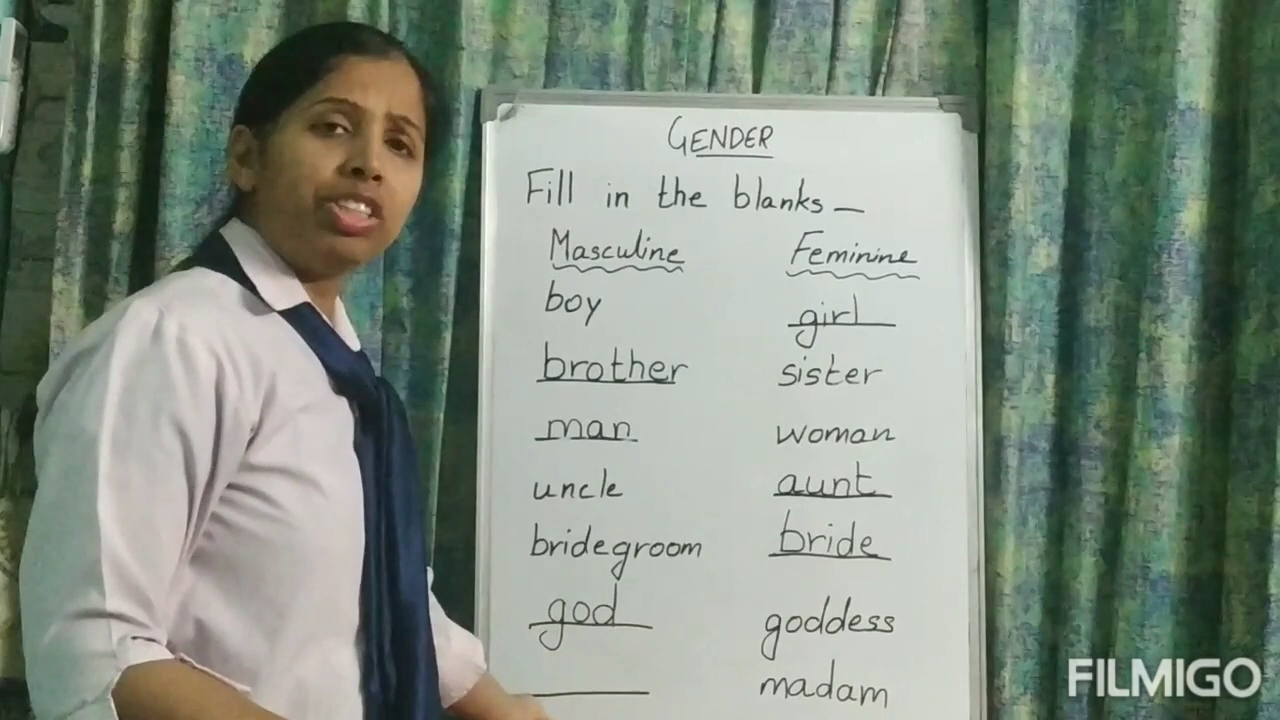 GENDER
Fill in the blanks –
Masculine Feminine
boy girl
brother sister
man woman
uncle aunt
bridegroom bride
god goddess
madam
FILMIGO